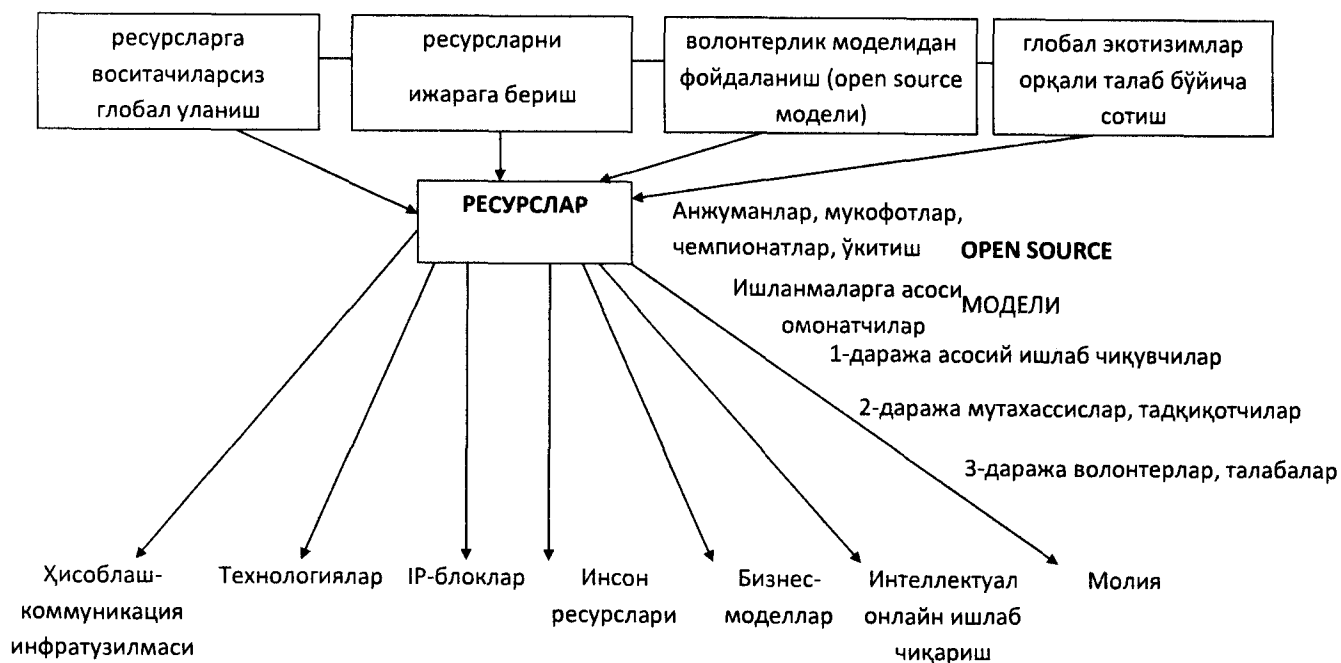 ресурсларга
воситачиларсиз
глобал уланиш
ресурсларни
ижарага бериш
волонтерлик моделидан
фойдаланиш (open source
модели)
глобал экотизимлар
орқали талаб бўйича
сотиш
РЕСУРСЛАР
Анжуманлар, мукофотлар,
чемпионатлар, ўкитиш
OPEN SOURCE
Ишланмаларга асоси
МОДЕЛИ
омонатчилар
1-даража асосий ишлаб чиқувчилар
2-даража мутахассислар, тадқиқотчилар
3-даража волонтерлар, талабалар
Ҳисоблаш-
коммуникация
инфратузилмаси
Технологиялар
IP-блоклар
Инсон
ресурслари
Бизнес-
моделлар
Интеллектуал
онлайн ишлаб
чиқариш
Молия